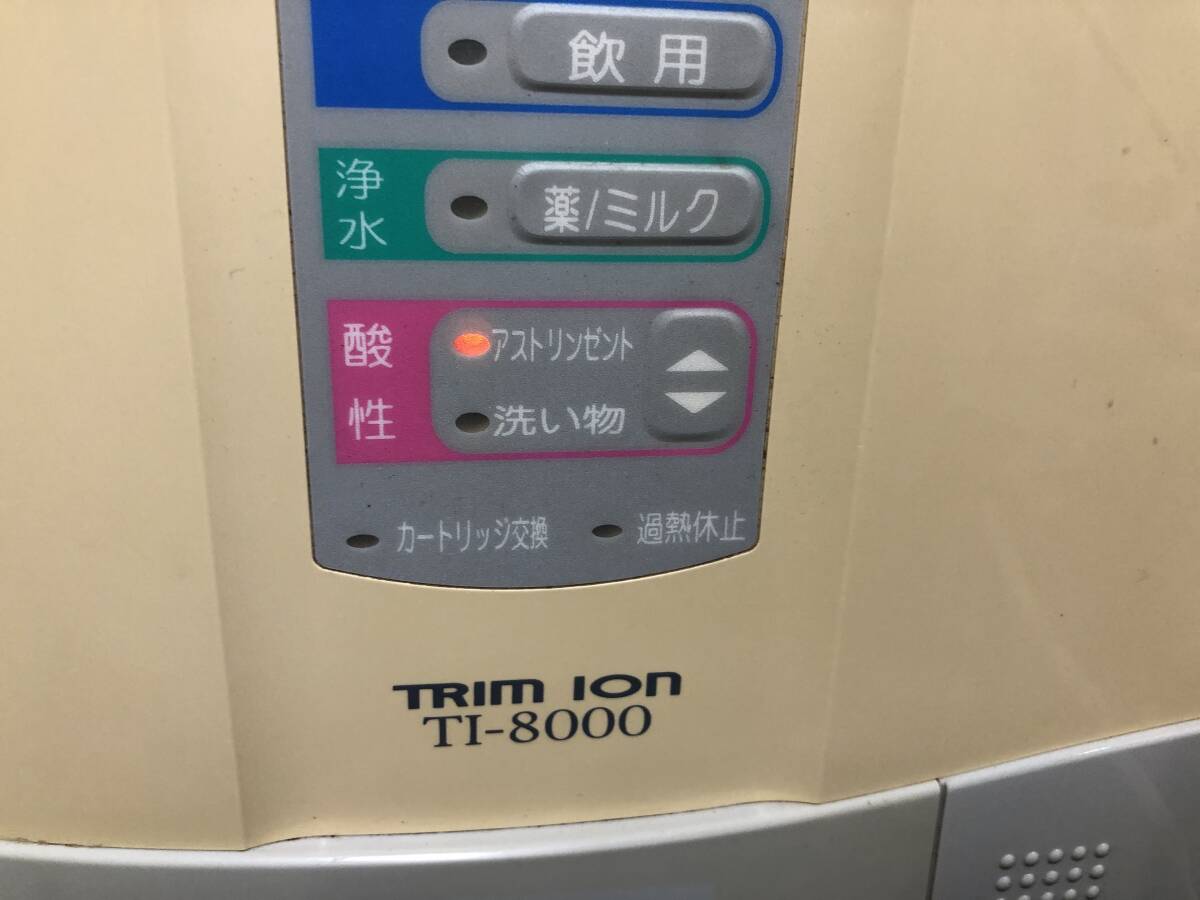 飲用
浄水
薬/ミルク
酸性
アストリンゼント
洗い物
カートリッジ交換
過熱休止
TRIM ION
TI-8000